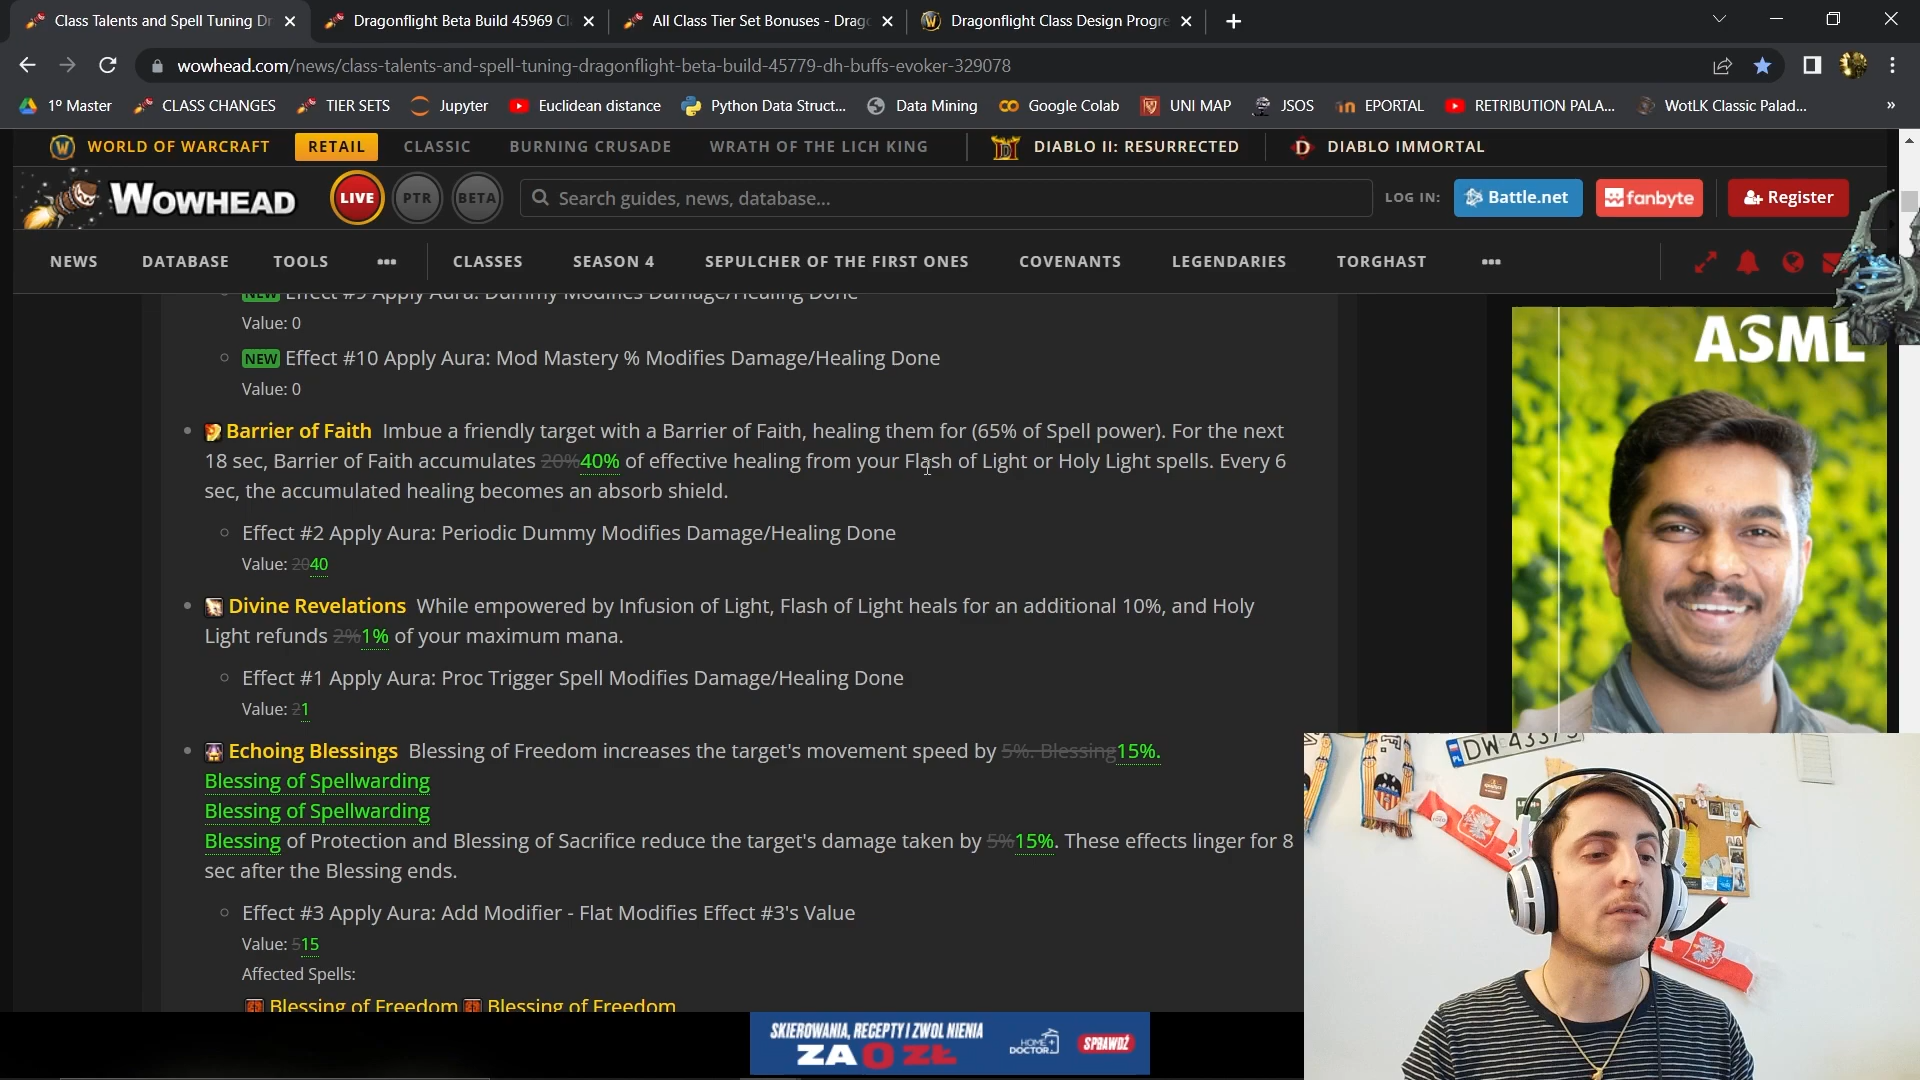 Class Talents and Spell Tuning Dr
Dragonflight Beta Build 45969 Cl
All Class Tier Set Bonuses - Drag
Dragonflight Class Design Progre
wowhead.com/news/class-talents-and-spell-tuning-dragonflight-beta-build-45779-dh-buffs-evoker-329078
1º Master
CLASS CHANGES
TIER SETS
Jupyter
Euclidean distance
Python Data Struct...
Data Mining
Google Colab
UNI MAP
JSOS
EPORTAL
RETRIBUTION PALA...
WotLK Classic Palad...
»
WORLD OF WARCRAFT
RETAIL
CLASSIC
BURNING CRUSADE
WRATH OF THE LICH KING
DIABLO II: RESURRECTED
DIABLO IMMORTAL
WOWHEAD
LIVE
PTR
BETA
Search guides, news, database...
LOG IN:
Battle.net
fanbyte
Register
NEWS
DATABASE
TOOLS
•••
CLASSES
SEASON 4
SEPULCHER OF THE FIRST ONES
COVENANTS
LEGENDARIES
TORGHAST
•••
NEW Effect #9 Apply Aura: Dummy Modifies Damage/Healing Done
Value: 0
NEW Effect #10 Apply Aura: Mod Mastery % Modifies Damage/Healing Done
Value: 0
Barrier of Faith Imbue a friendly target with a Barrier of Faith, healing them for (65% of Spell power). For the next
18 sec, Barrier of Faith accumulates 20%40% of effective healing from your Flash of Light or Holy Light spells. Every 6
sec, the accumulated healing becomes an absorb shield.
Effect #2 Apply Aura: Periodic Dummy Modifies Damage/Healing Done
Value: 2040
Divine Revelations While empowered by Infusion of Light, Flash of Light heals for an additional 10%, and Holy
Light refunds 2%1% of your maximum mana.
Effect #1 Apply Aura: Proc Trigger Spell Modifies Damage/Healing Done
Value: 21
Echoing Blessings Blessing of Freedom increases the target's movement speed by 5%. Blessing15%.
Blessing of Spellwarding
Blessing of Spellwarding
Blessing of Protection and Blessing of Sacrifice reduce the target's damage taken by 5%15%. These effects linger for 8
sec after the Blessing ends.
Effect #3 Apply Aura: Add Modifier - Flat Modifies Effect #3's Value
Value: 515
Affected Spells:
Blessing of Freedom Blessing of Freedom
ASML
SKIEROWANIA, RECEPTY I ZWOLNIENIA
ZA 0 ZŁ
HOME DOCTOR
SPRAWDŹ